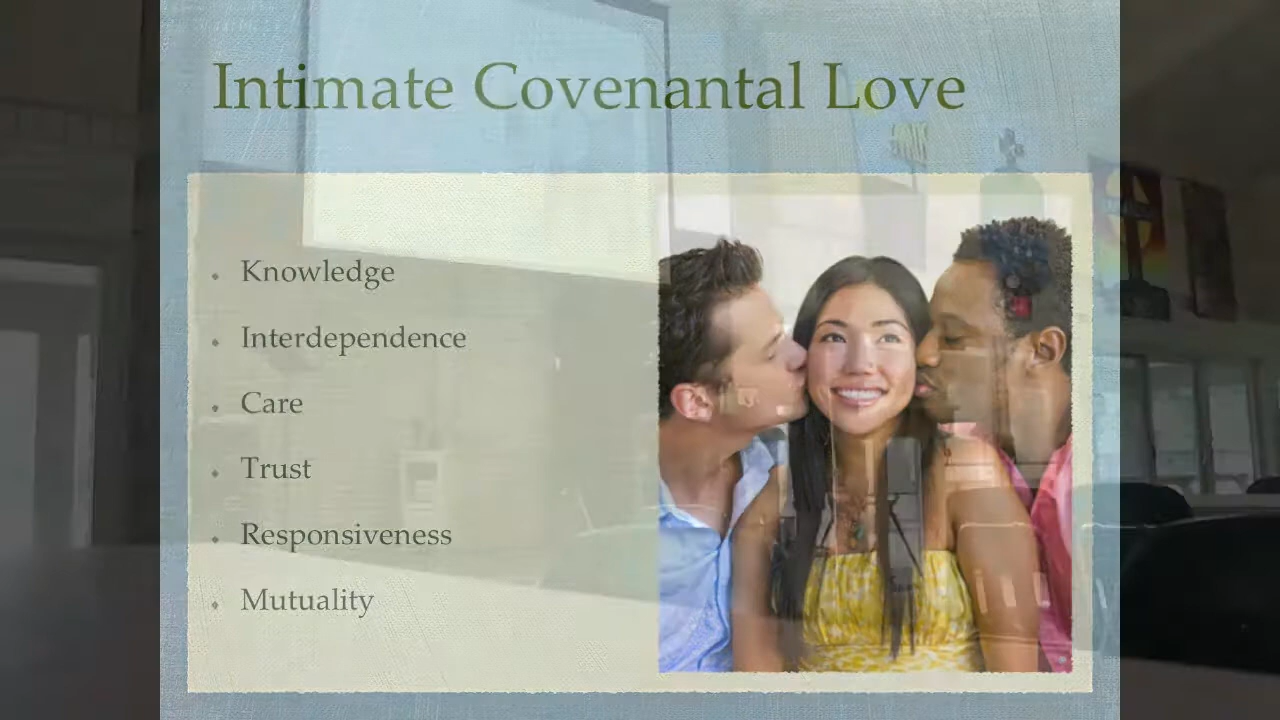 Intimate Covenantal Love
Knowledge
Interdependence
Care
Trust
Responsiveness
Mutuality